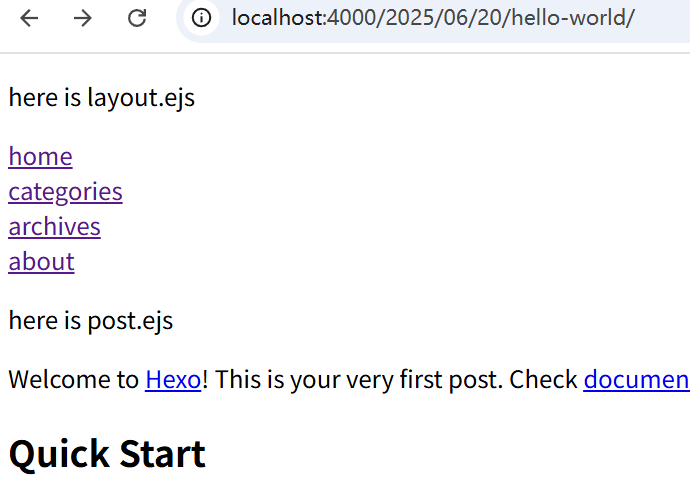 localhost:4000/2025/06/20/hello-world/
here is layout.ejs
home
categories
archives
about
here is post.ejs
Welcome to Hexo! This is your very first post. Check documen
Quick Start